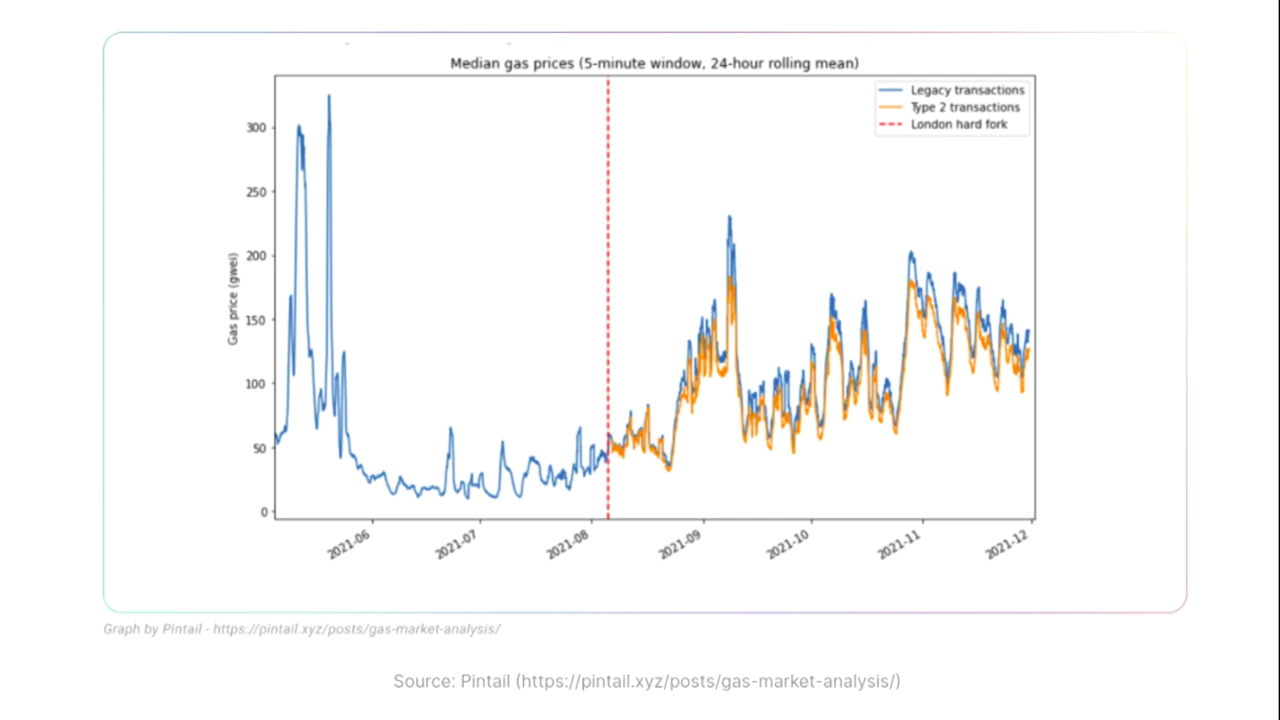 Median gas prices (5-minute window, 24-hour rolling mean)
Legacy transactions
Type 2 transactions
London hard fork
Gas price (gwei)
300
250
200
150
100
50
0
2021-06
2021-07
2021-08
2021-09
2021-10
2021-11
2021-12
Graph by Pintail - https://pintail.xyz/posts/gas-market-analysis/
Source: Pintail (https://pintail.xyz/posts/gas-market-analysis/)